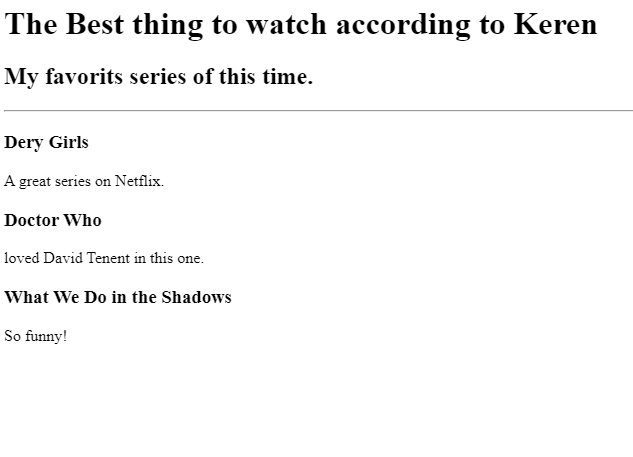 The Best thing to watch according to Keren
My favorits series of this time.
Dery Girls
A great series on Netflix.
Doctor Who
loved David Tenent in this one.
What We Do in the Shadows
So funny!